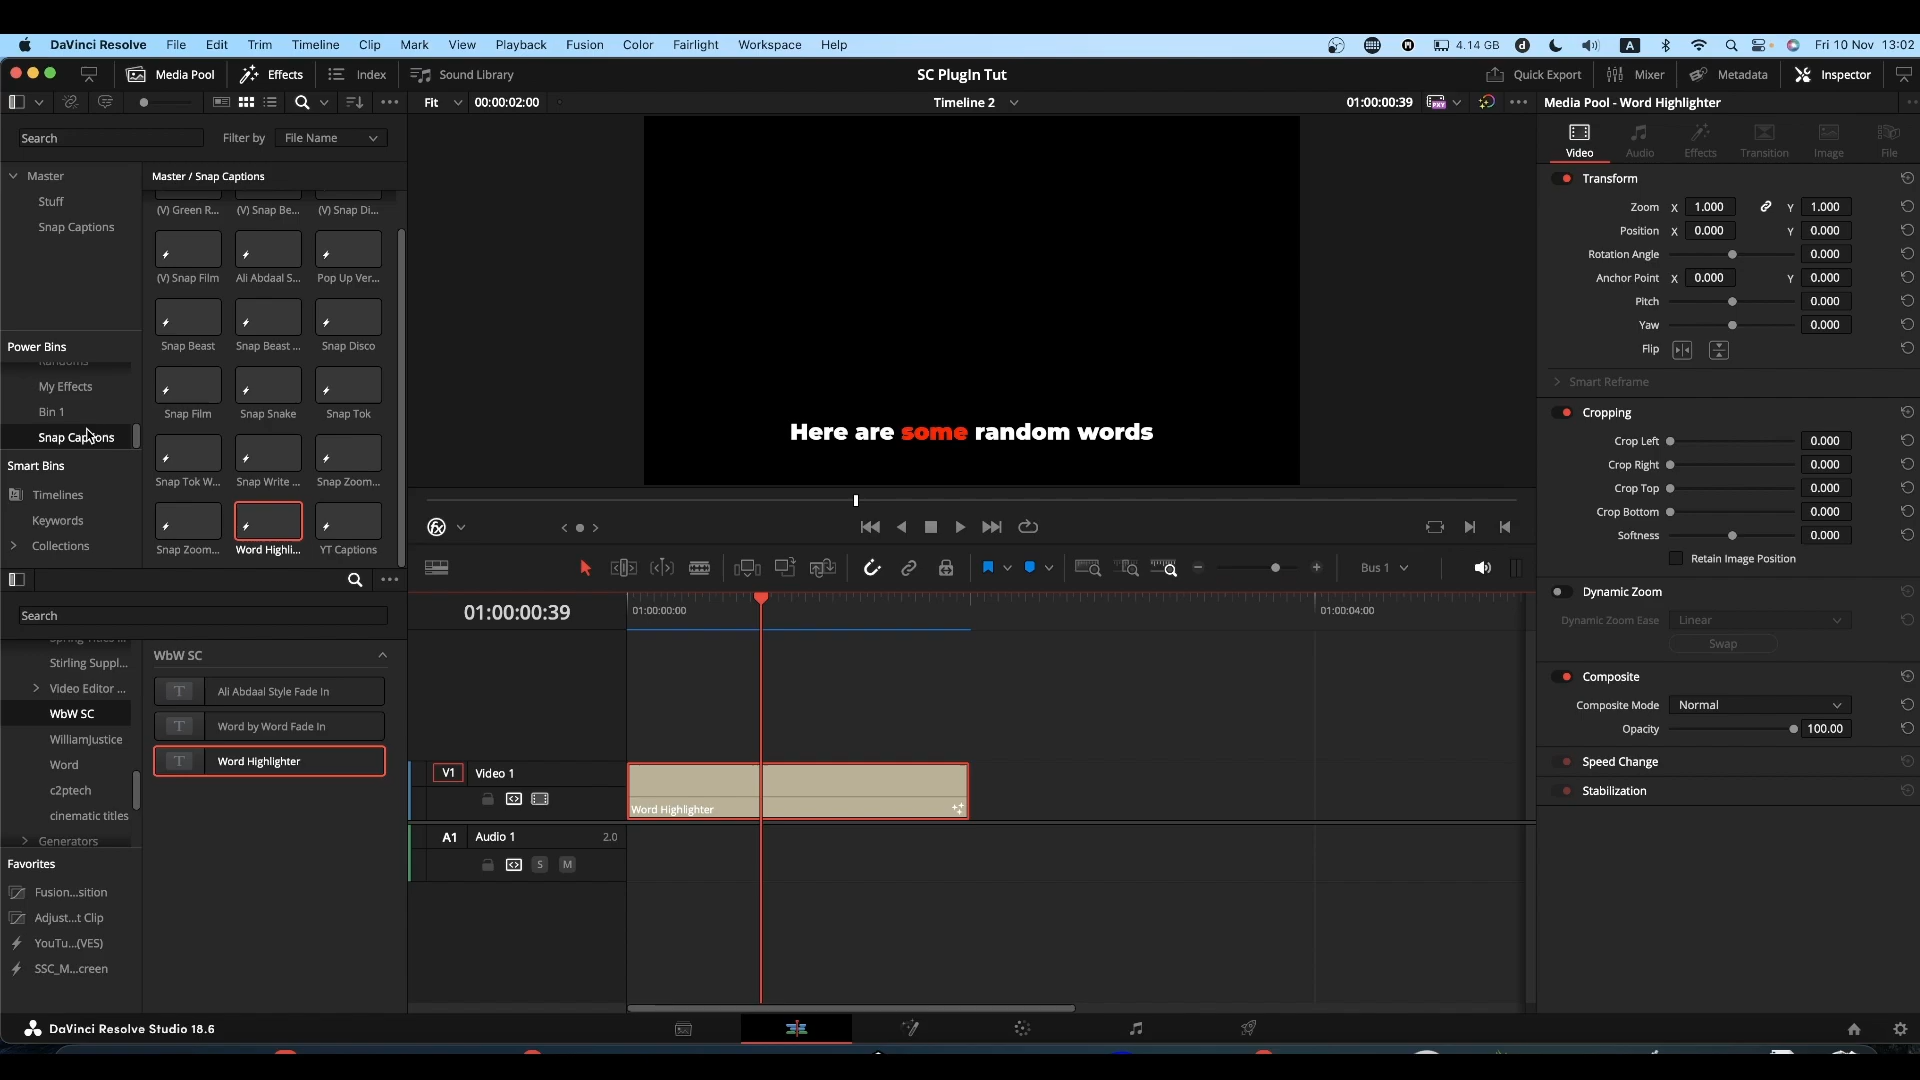 DaVinci Resolve File Edit Trim Timeline Clip Mark View Playback Fusion Color Fairlight Workspace Help 4.14 GB A Fri 10 Nov 13:02
Media Pool Effects Index Sound Library SC PlugIn Tut Quick Export Mixer Metadata Inspector
Fit 00:00:02:00 Timeline 2 01:00:00:39 Media Pool - Word Highlighter
Search Filter by File Name
Video Audio Effects Transition Image File
Master
Stuff
Snap Captions
Master / Snap Captions
(V) Green R... (V) Snap Be... (V) Snap Di...
(V) Snap Film Ali Abdaal S... Pop Up Ver...
Snap Beast Snap Beast ... Snap Disco
Snap Film Snap Snake Snap Tok
Snap Tok W... Snap Write ... Snap Zoom...
Snap Zoom... Word Highli... YT Captions
Power Bins
My Effects
Bin 1
Snap Captions
Smart Bins
Timelines
Keywords
Collections
Here are some random words
Transform
Zoom X 1.000 Y 1.000
Position X 0.000 Y 0.000
Rotation Angle 0.000
Anchor Point X 0.000 Y 0.000
Pitch 0.000
Yaw 0.000
Flip
Smart Reframe
Cropping
Crop Left 0.000
Crop Right 0.000
Crop Top 0.000
Crop Bottom 0.000
Softness 0.000
Retain Image Position
Dynamic Zoom
Dynamic Zoom Ease Linear
Swap
Composite
Composite Mode Normal
Opacity 100.00
Speed Change
Stabilization
Bus 1
Search
Stirling Suppl...
Video Editor ...
WbW SC
WilliamJustice
Word
c2ptech
cinematic titles
Generators
WbW SC
T Ali Abdaal Style Fade In
T Word by Word Fade In
T Word Highlighter
Favorites
Fusion...sition
Adjust...t Clip
YouTu...(VES)
SSC_M...creen
01:00:00:39 01:00:00:00 01:00:04:00
V1 Video 1
Word Highlighter
A1 Audio 1 2.0
S M
DaVinci Resolve Studio 18.6